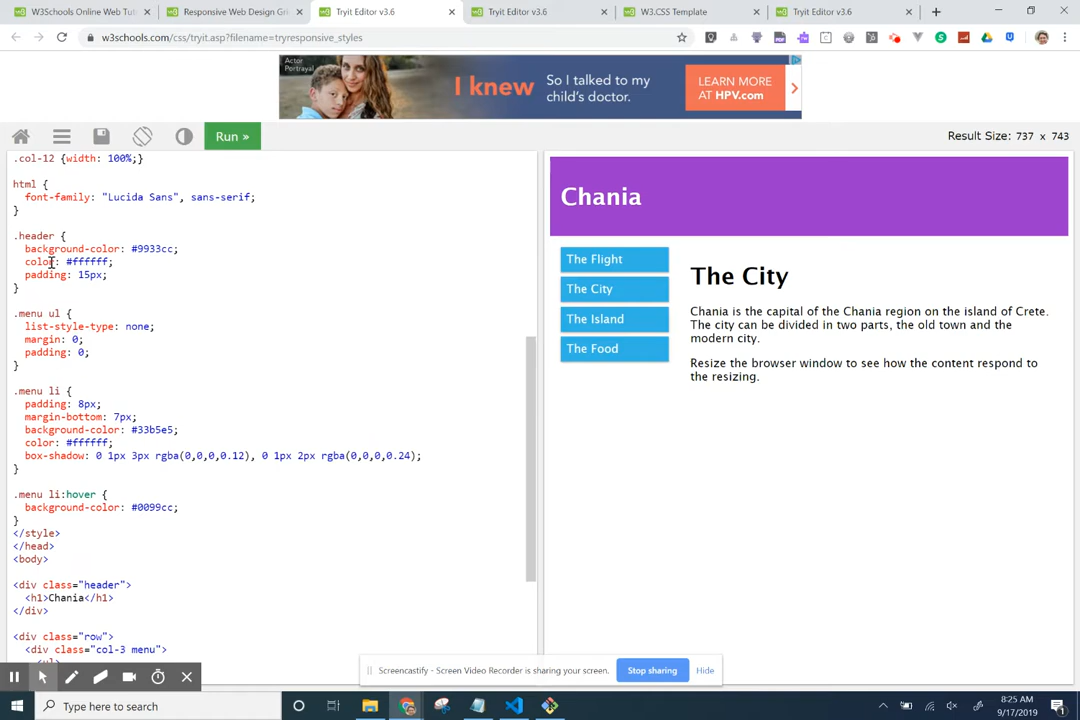 W3Schools Online Web Tut
Responsive Web Design Gri
Tryit Editor v3.6
Tryit Editor v3.6
W3.CSS Template
Tryit Editor v3.6
w3schools.com/css/tryit.asp?filename=tryresponsive_styles
Actor
Portrayal
I knew
So I talked to my
child's doctor.
LEARN MORE
AT HPV.com
Run »
Result Size: 737 x 743
.col-12 {width: 100%;}
html {
font-family: "Lucida Sans", sans-serif;
}
.header {
background-color: #9933cc;
color: #ffffff;
padding: 15px;
}
.menu ul {
list-style-type: none;
margin: 0;
padding: 0;
}
.menu li {
padding: 8px;
margin-bottom: 7px;
background-color: #33b5e5;
color: #ffffff;
box-shadow: 0 1px 3px rgba(0,0,0,0.12), 0 1px 2px rgba(0,0,0,0.24);
}
.menu li:hover {
background-color: #0099cc;
}
</style>
</head>
<body>
<div class="header">
<h1>Chania</h1>
</div>
<div class="row">
<div class="col-3 menu">
<ul>
Chania
The Flight
The City
The Island
The Food
The City
Chania is the capital of the Chania region on the island of Crete.
The city can be divided in two parts, the old town and the
modern city.
Resize the browser window to see how the content respond to
the resizing.
Screencastify - Screen Video Recorder is sharing your screen.
Stop sharing
Hide
Type here to search
8:25 AM
9/17/2019